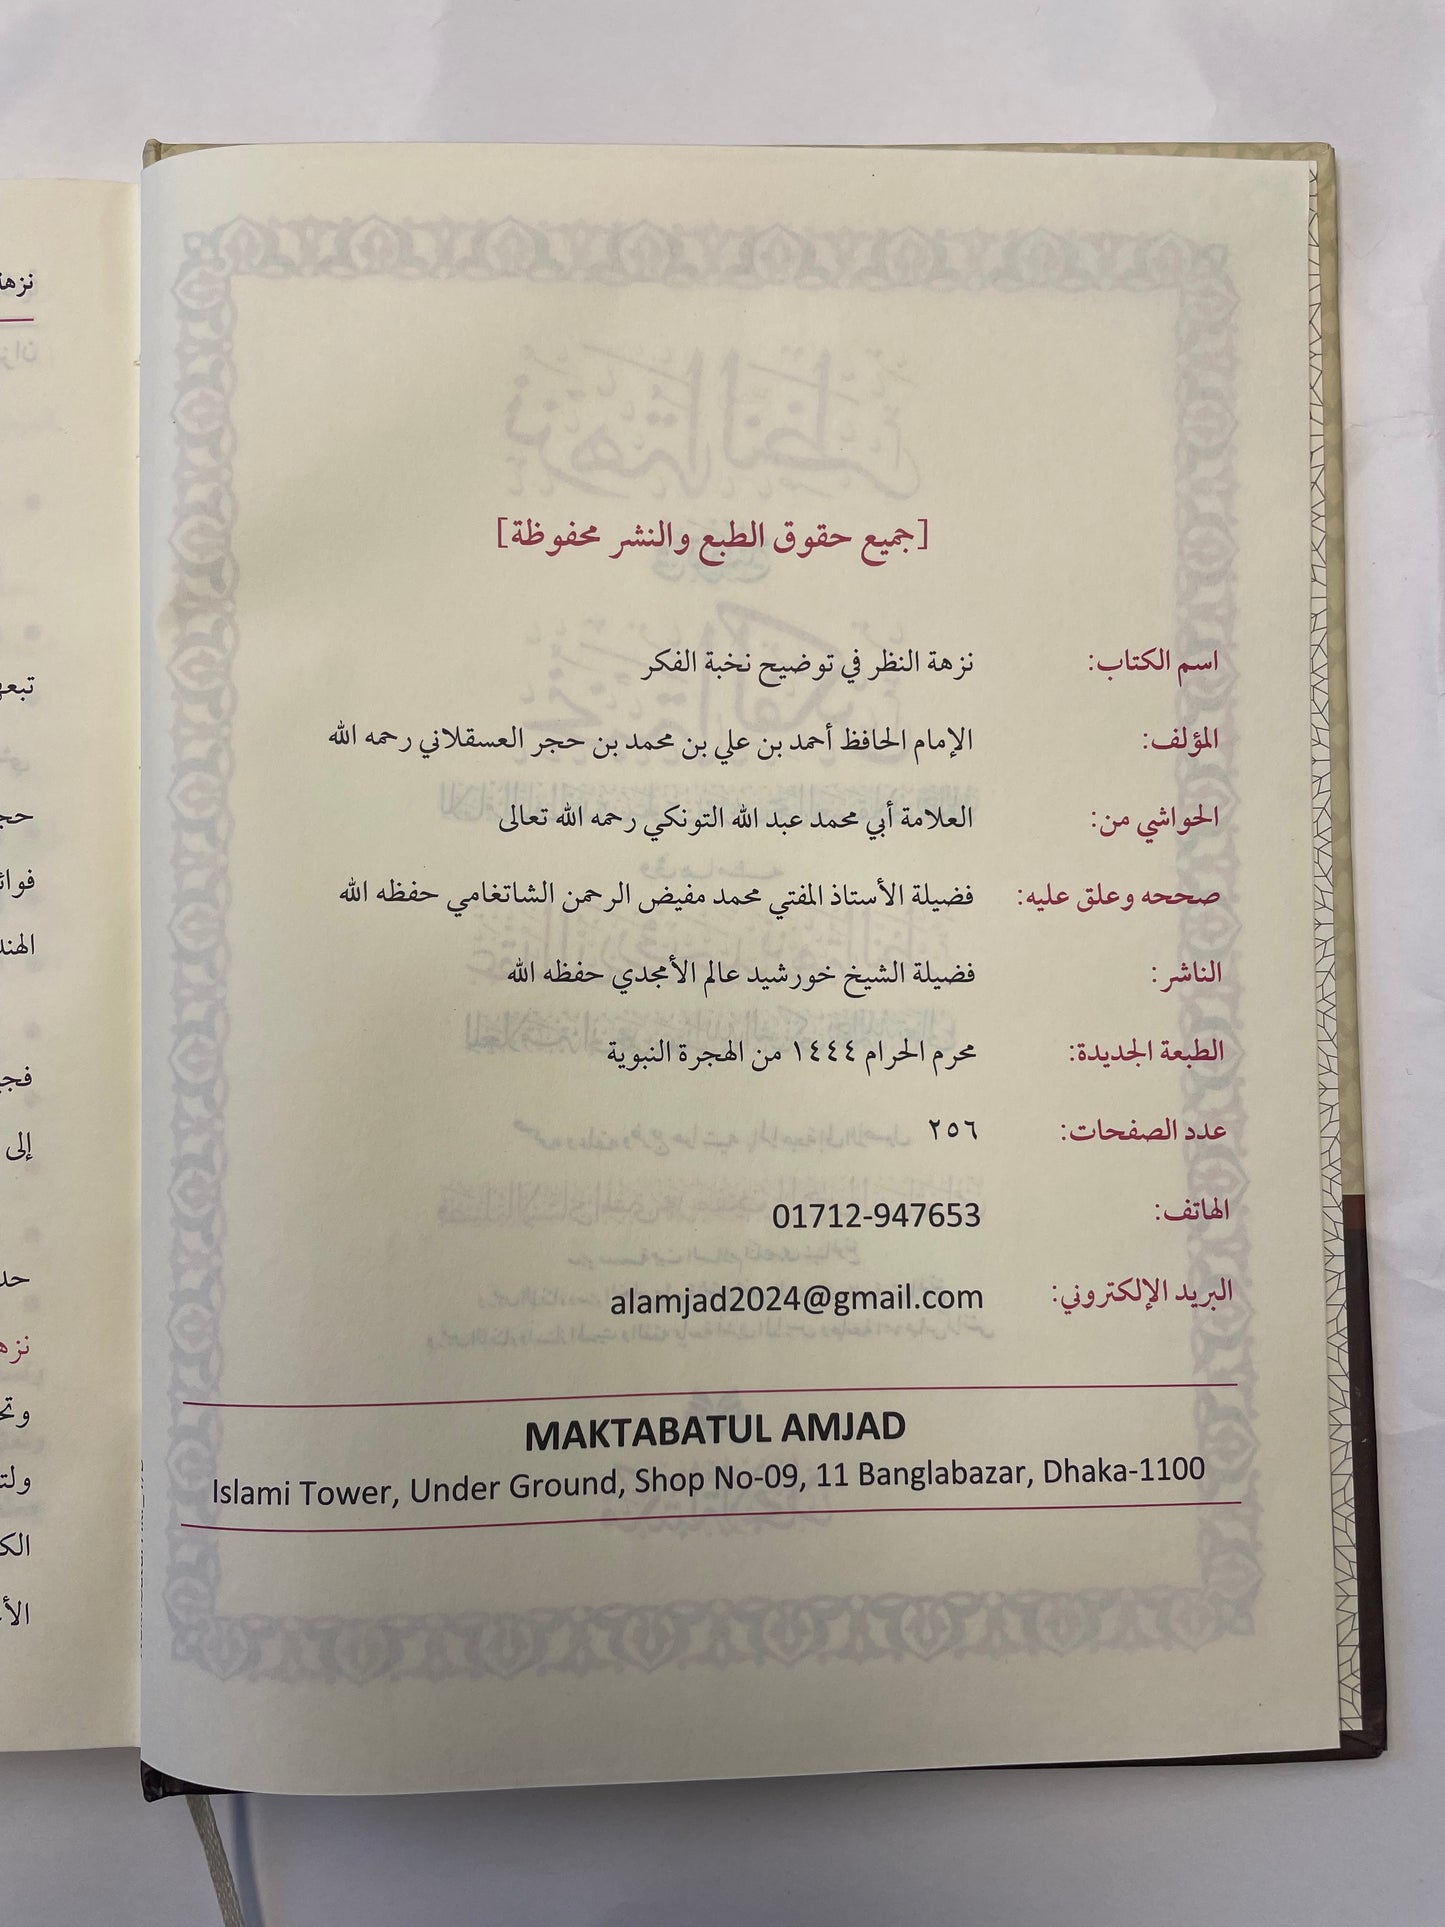 [جميع حقوق الطبع والنشر محفوظة]
اسم الكتاب: نزهة النظر في توضيح نخبة الفكر
المؤلف: الإمام الحافظ أحمد بن علي بن محمد بن حجر العسقلاني رحمه الله
الحواشي من: العلامة أبي محمد عبد الله التونكي رحمه الله تعالى
صححه وعلق عليه: فضيلة الأستاذ المفتي محمد مفيض الرحمن الشاتغامي حفظه الله
الناشر: فضيلة الشيخ خورشيد عالم الأمجدي حفظه الله
الطبعة الجديدة: محرم الحرام ١٤٤٤ من الهجرة النبوية
عدد الصفحات: ٢٥٦
الهاتف: 01712-947653
البريد الإلكتروني: alamjad2024@gmail.com
MAKTABATUL AMJAD
Islami Tower, Under Ground, Shop No-09, 11 Banglabazar, Dhaka-1100
إلى